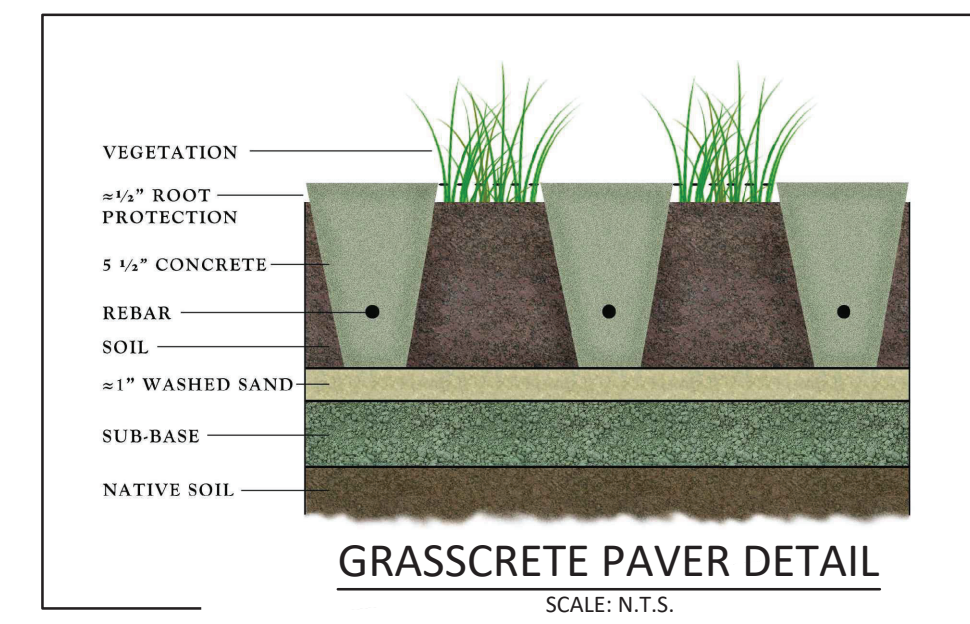 VEGETATION
≈1/2” ROOT
PROTECTION
5 1/2” CONCRETE
REBAR
SOIL
≈1” WASHED SAND
SUB-BASE
NATIVE SOIL
GRASSCRETE PAVER DETAIL
SCALE: N.T.S.